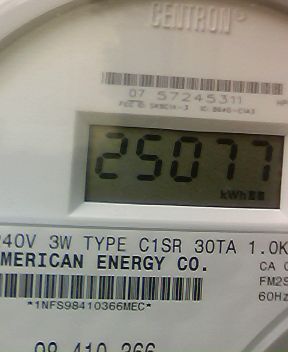 CENTRON
07 57245311
25077
kWh
240V 3W TYPE C1SR 30TA 1.0K
AMERICAN ENERGY CO.
CA
FM2S
60Hz
*1NFS98410366MEC*
98 410 366